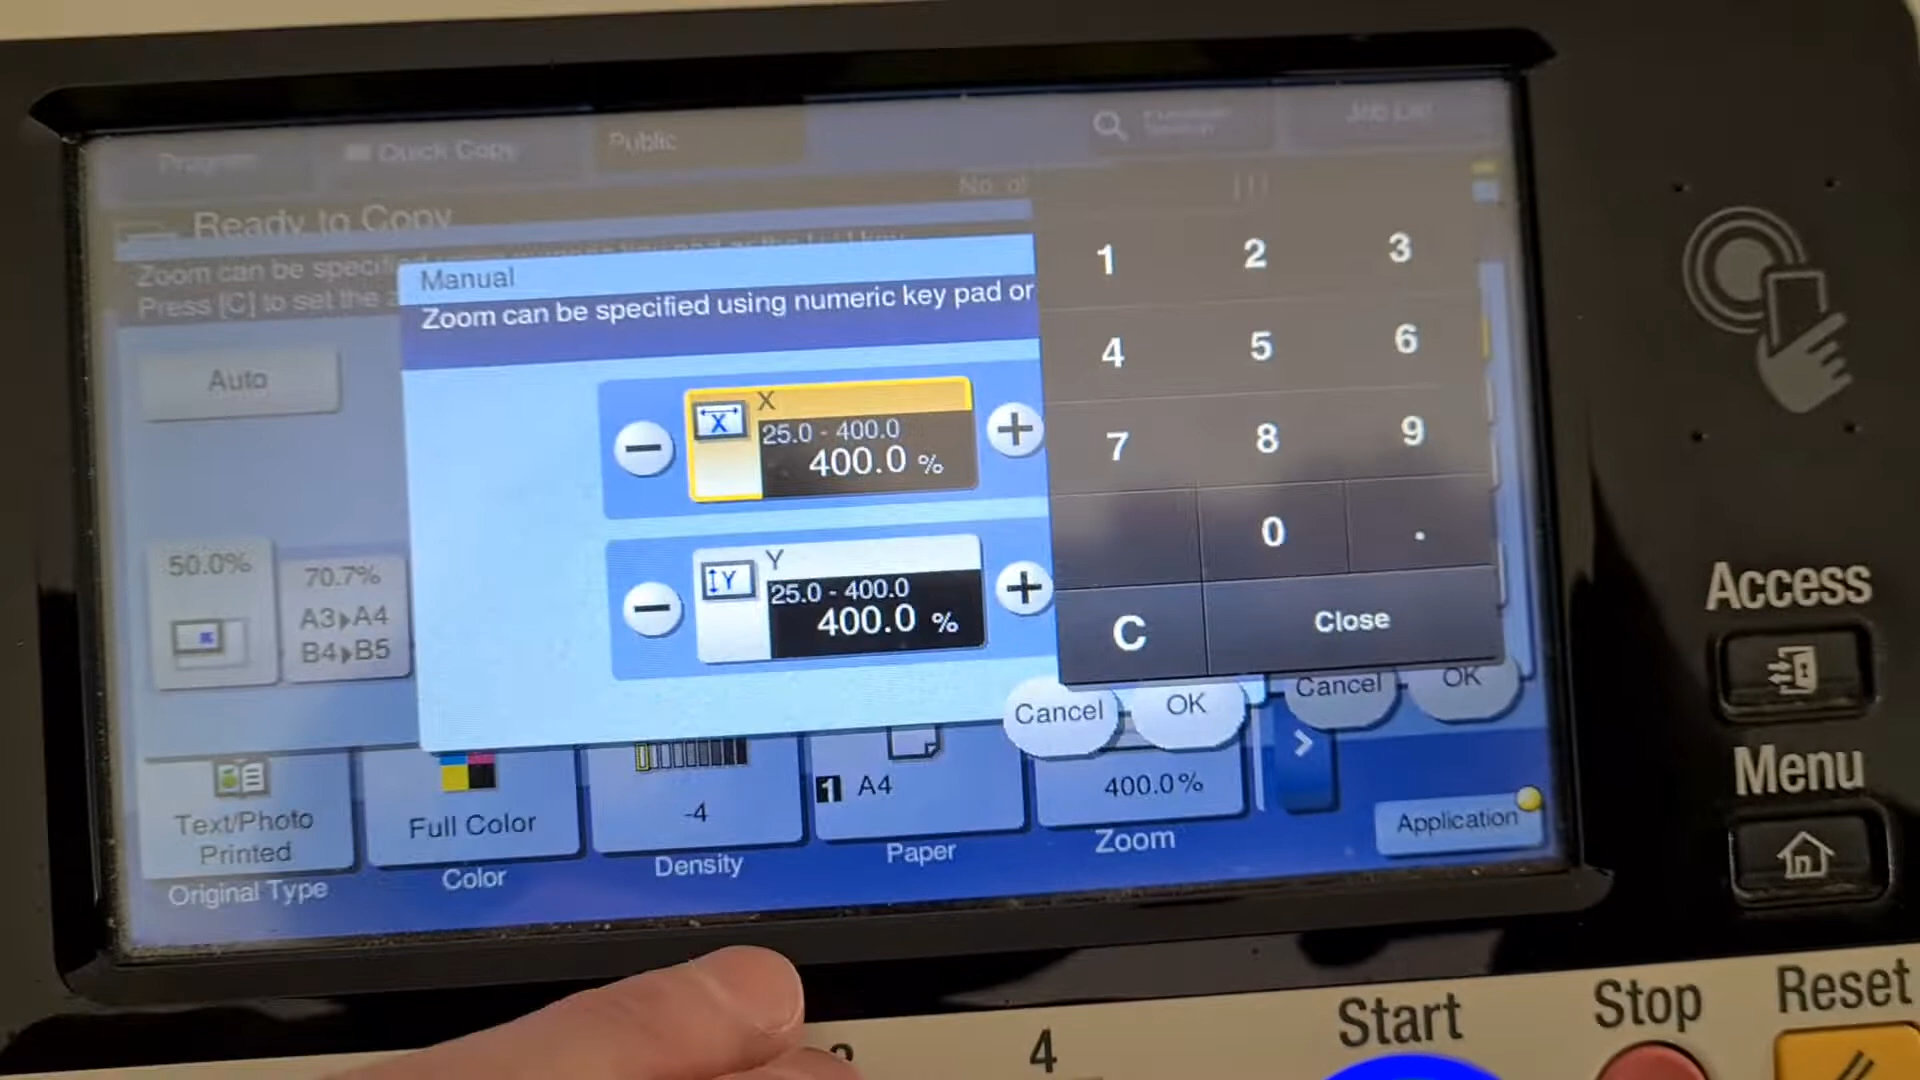 Program
Quick Copy
Public
Job List
No. of
Ready to Copy
Zoom can be specified
Press [C] to set the
Manual
Zoom can be specified using numeric key pad or
Auto
X
X
25.0 - 400.0
400.0 %
Y
Y
25.0 - 400.0
400.0 %
1 2 3
4 5 6
7 8 9
0 .
C Close
50.0%
70.7%
A3▸A4
B4▸B5
Cancel OK
Cancel OK
Text/Photo
Printed
Original Type
Full Color
Color
-4
Density
1 A4
Paper
400.0%
Zoom
Application
Access
Menu
4
Start
Stop
Reset